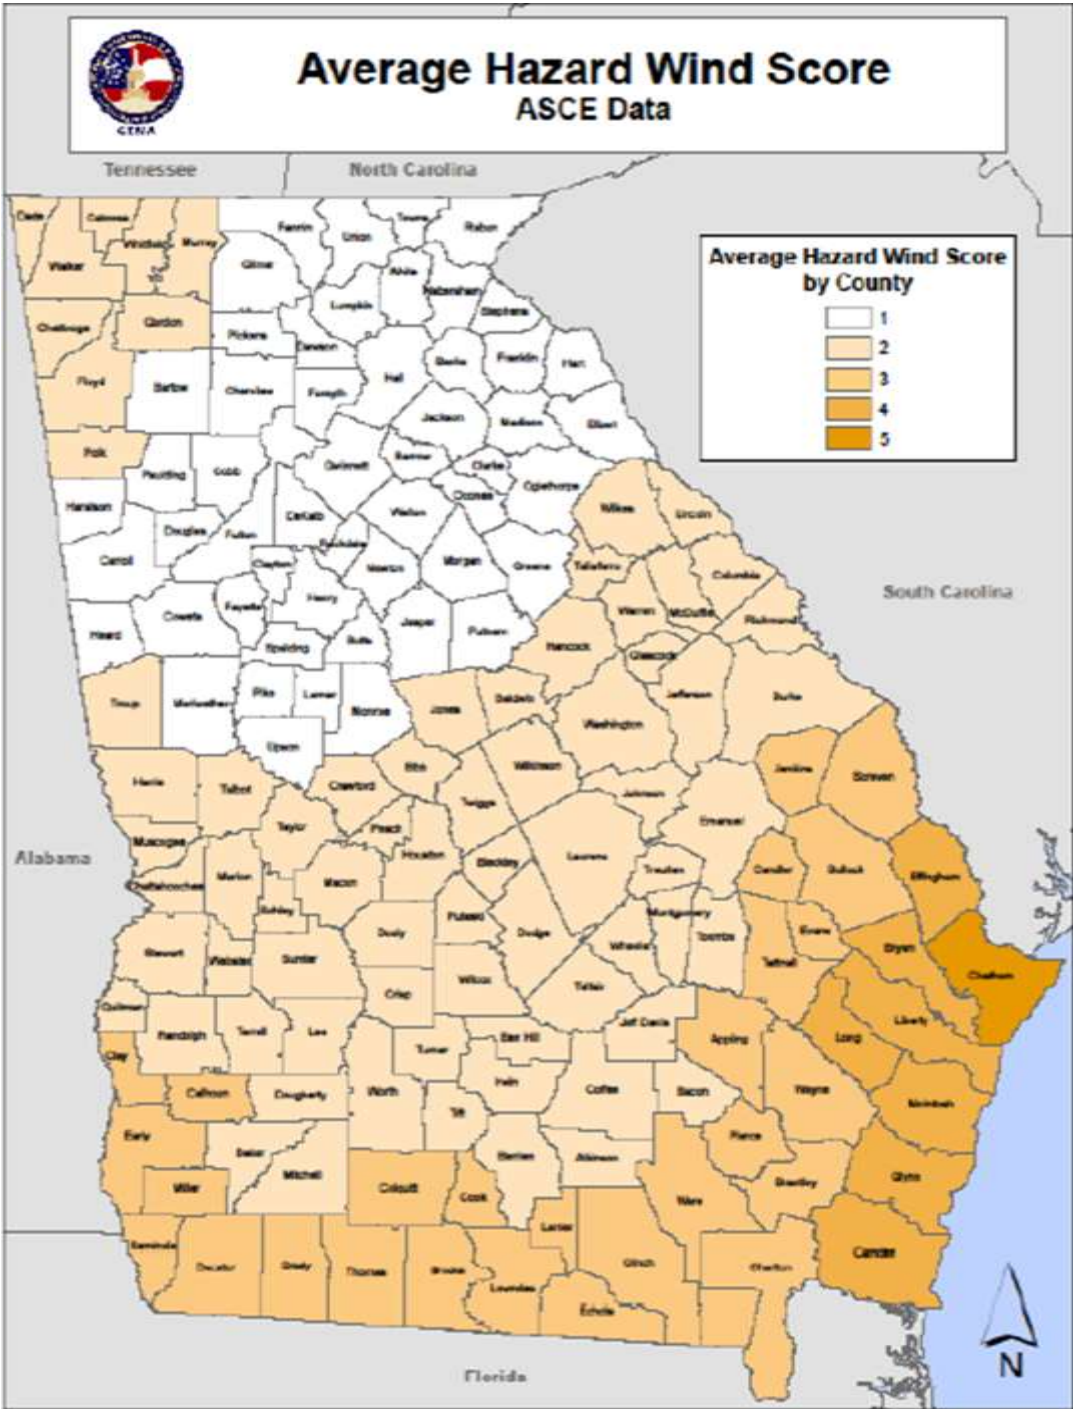 Average Hazard Wind Score
ASCE Data
GEMA
Tennessee
North Carolina
Average Hazard Wind Score
by County
1
2
3
4
5
South Carolina
Alabama
Florida
N
Dade
Catoosa
Whitfield
Murray
Fannin
Union
Towns
Rabun
Walker
Gilmer
White
Habersham
Lumpkin
Stephens
Chattooga
Gordon
Pickens
Dawson
Banks
Franklin
Hart
Floyd
Bartow
Cherokee
Forsyth
Hall
Jackson
Madison
Elbert
Polk
Paulding
Cobb
Gwinnett
Barrow
Clarke
Oconee
Oglethorpe
Wilkes
Lincoln
Haralson
Douglas
Fulton
DeKalb
Rockdale
Walton
Carroll
Clayton
Newton
Morgan
Greene
Taliaferro
Columbia
Coweta
Fayette
Henry
Warren
McDuffie
Richmond
Heard
Spalding
Butts
Jasper
Putnam
Hancock
Glascock
Troup
Meriwether
Pike
Lamar
Monroe
Jones
Baldwin
Washington
Jefferson
Burke
Upson
Harris
Talbot
Crawford
Bibb
Wilkinson
Johnson
Jenkins
Screven
Muscogee
Taylor
Peach
Twiggs
Emanuel
Chattahoochee
Marion
Macon
Houston
Bleckley
Laurens
Treutlen
Candler
Bulloch
Effingham
Schley
Pulaski
Montgomery
Stewart
Webster
Sumter
Dooly
Dodge
Wheeler
Toombs
Tattnall
Evans
Bryan
Chatham
Quitman
Randolph
Terrell
Lee
Crisp
Wilcox
Telfair
Jeff Davis
Appling
Long
Liberty
Clay
Calhoun
Dougherty
Worth
Turner
Ben Hill
Irwin
Tift
Coffee
Bacon
Wayne
McIntosh
Early
Baker
Mitchell
Berrien
Atkinson
Pierce
Miller
Colquitt
Cook
Ware
Brantley
Glynn
Seminole
Decatur
Grady
Thomas
Brooks
Lanier
Lowndes
Clinch
Echols
Charlton
Camden